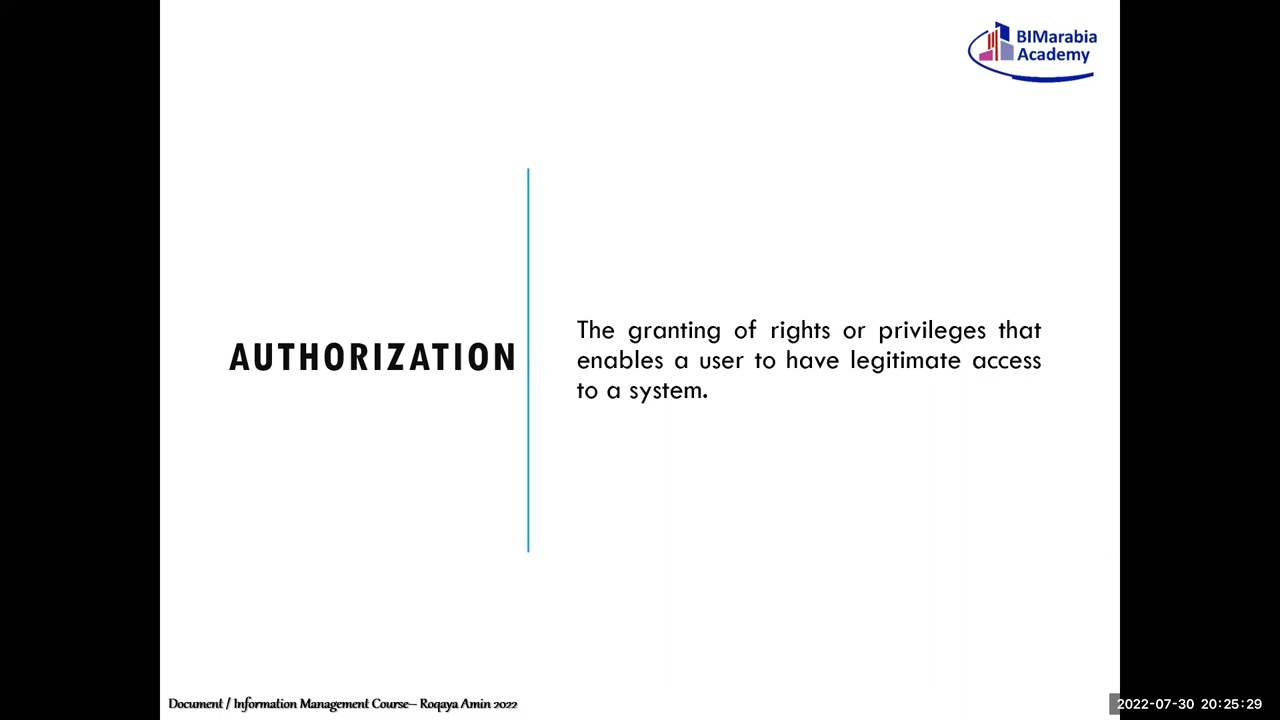 BIMarabia
Academy
AUTHORIZATION
The granting of rights or privileges that
enables a user to have legitimate access
to a system.
Document / Information Management Course– Roqaya Amin 2022
2022-07-30 20:25:29